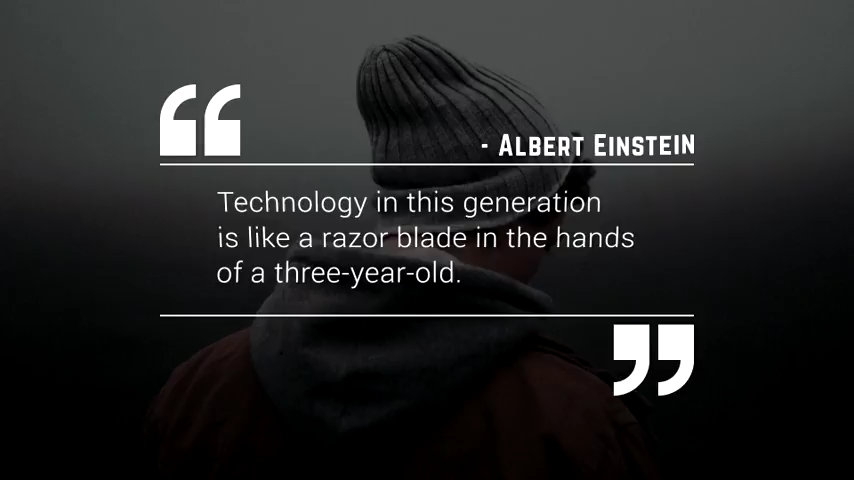 “
- Albert Einstein
Technology in this generation
is like a razor blade in the hands
of a three-year-old.
”